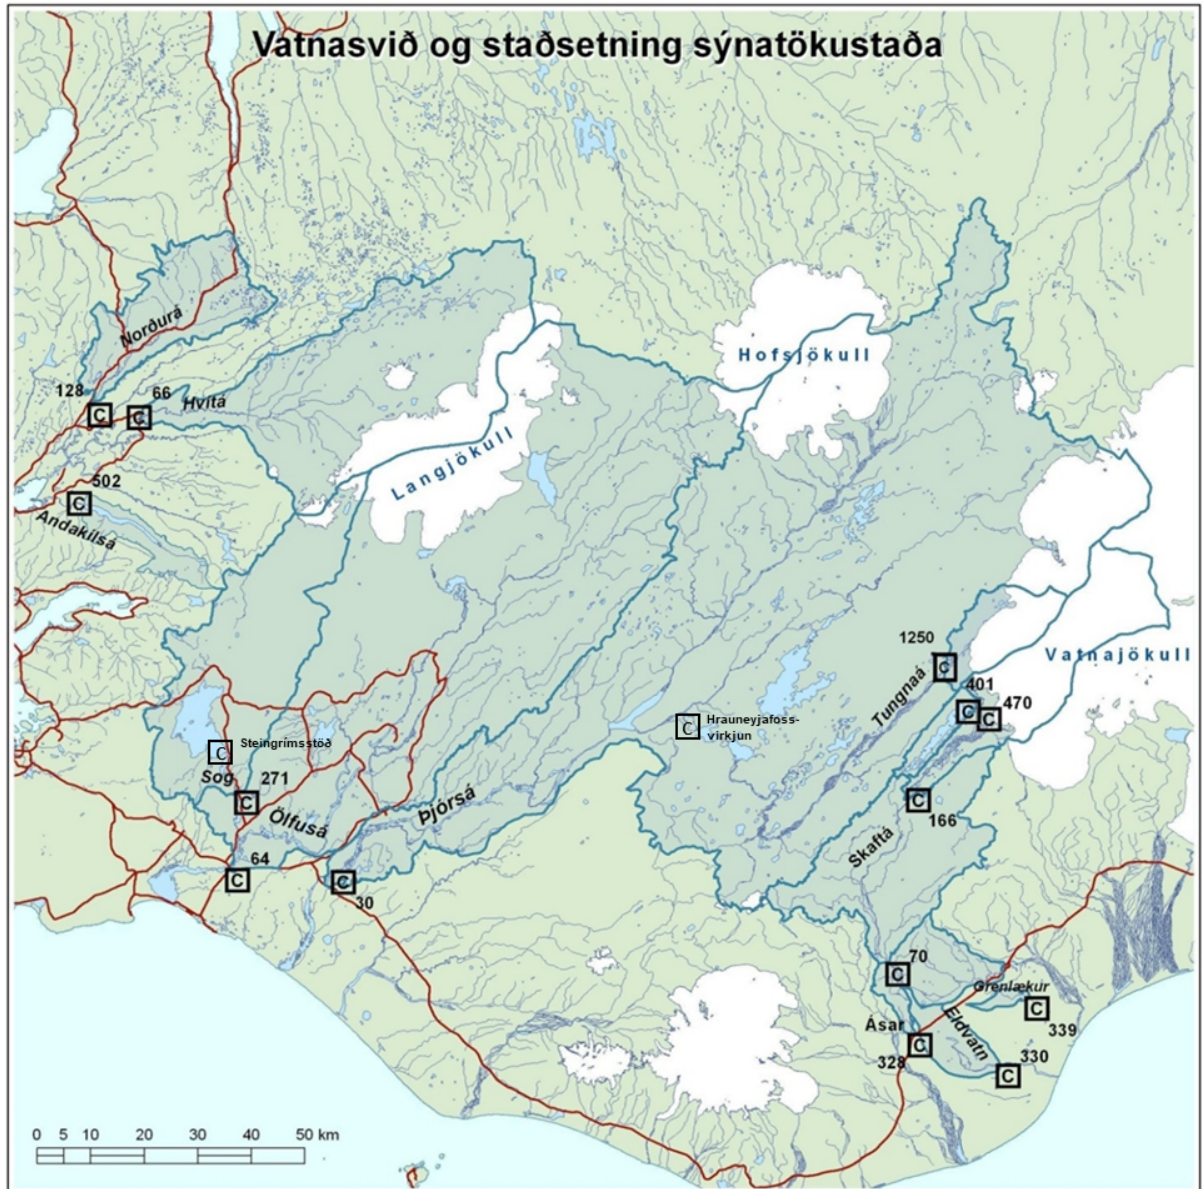 Vatnasvið og staðsetning sýnatökustaða
Norðurá
Hofsjökull
128
C
66
C
Hvítá
Langjökull
502
C
Andakílsá
1250
C
Vatnajökull
Tungnaá
401
C
470
C
C
Hrauneyjafoss-
virkjun
C
Steingrímsstöð
Sog
271
C
Ölfusá
Þjórsá
C
166
Skaftá
64
C
C
30
70
C
Grenlækur
C
339
Ásar
Eldvatn
328
C
330
C
0 5 10 20 30 40 50 km